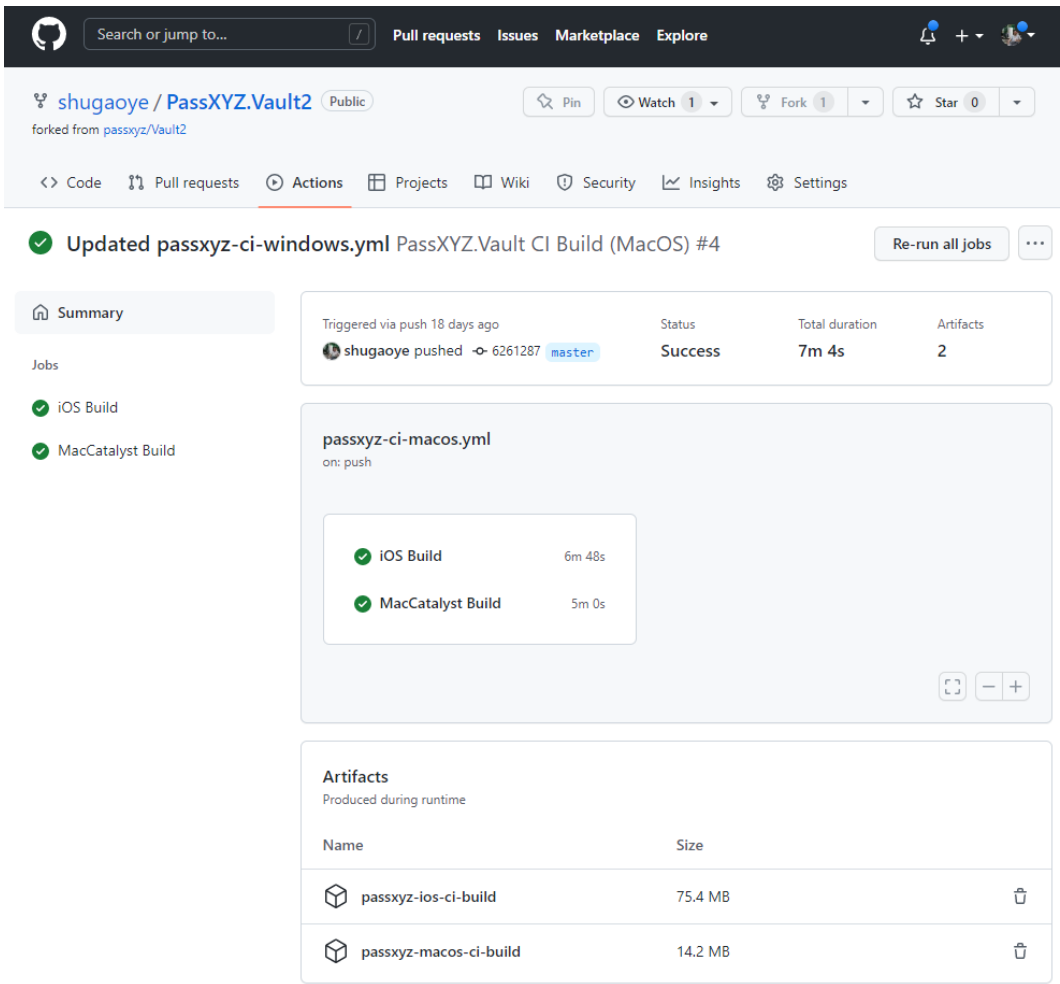 Search or jump to... / Pull requests Issues Marketplace Explore
shugaoye / PassXYZ.Vault2 Public Pin Watch 1 Fork 1 Star 0
forked from passxyz/Vault2
Code Pull requests Actions Projects Wiki Security Insights Settings
Updated passxyz-ci-windows.yml PassXYZ.Vault CI Build (MacOS) #4 Re-run all jobs ...
Summary
Jobs
iOS Build
MacCatalyst Build
Triggered via push 18 days ago Status Total duration Artifacts
shugaoye pushed 6261287 master Success 7m 4s 2
passxyz-ci-macos.yml
on: push
iOS Build 6m 48s
MacCatalyst Build 5m 0s
Artifacts
Produced during runtime
Name Size
passxyz-ios-ci-build 75.4 MB
passxyz-macos-ci-build 14.2 MB